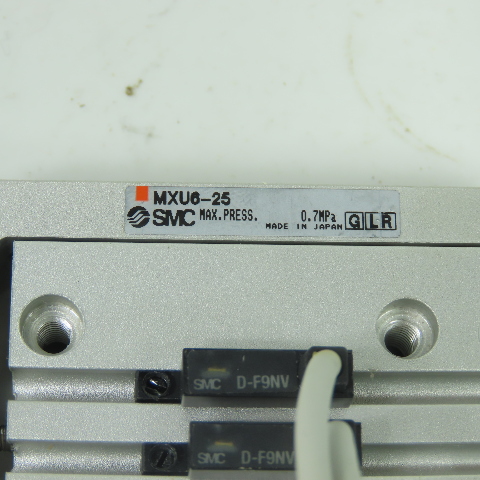 MXU6-25
SMC MAX.PRESS. 0.7MPa
MADE IN JAPAN G L R
SMC D-F9NV
SMC D-F9NV